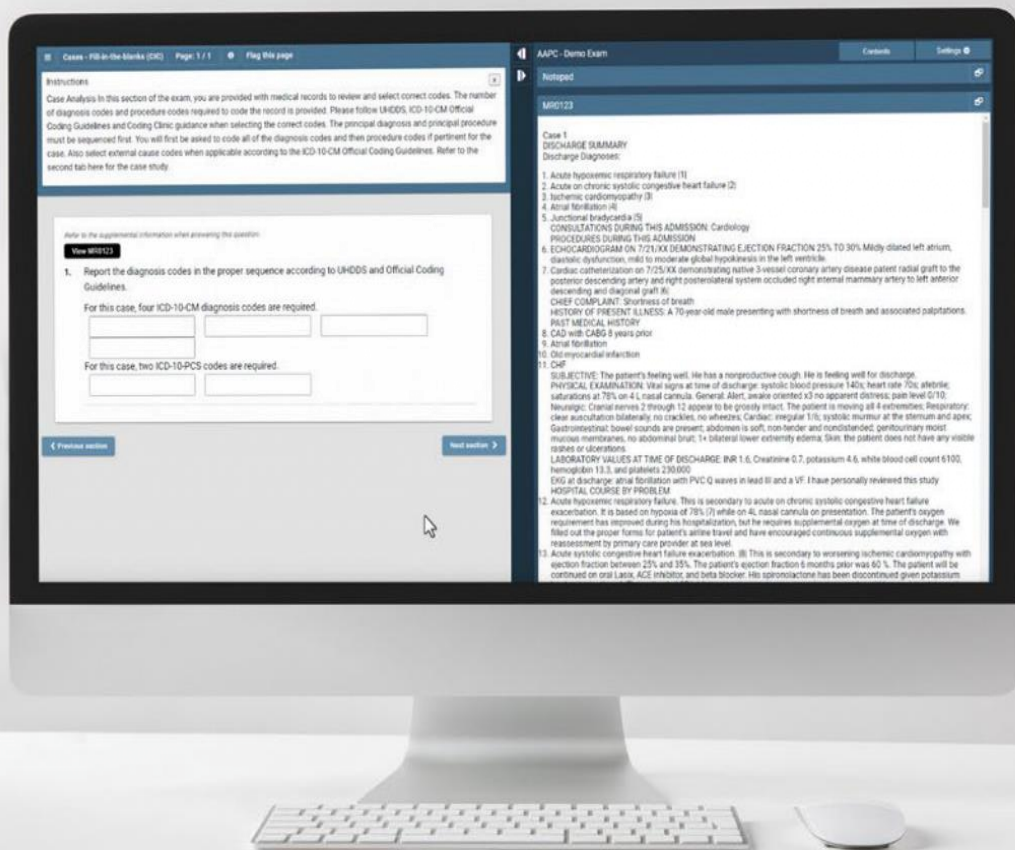 Cases - Fill-in-the-blanks (CIC) Page: 1 / 1 Flag this page
Instructions
x
Case Analysis In this section of the exam, you are provided with medical records to review and select correct codes. The number
of diagnosis codes and procedure codes required to code the record is provided. Please follow UHDDS, ICD-10-CM Official
Coding Guidelines and Coding Clinic guidance when selecting the correct codes. The principal diagnosis and principal procedure
must be sequenced first. You will first be asked to code all of the diagnosis codes and then procedure codes if pertinent for the
case. Also select external cause codes when applicable according to the ICD-10-CM Official Coding Guidelines. Refer to the
second tab here for the case study.
Refer to the supplemental information when answering this question.
View MR0123
1. Report the diagnosis codes in the proper sequence according to UHDDS and Official Coding
Guidelines.
For this case, four ICD-10-CM diagnosis codes are required.
For this case, two ICD-10-PCS codes are required.
Previous section
Next section
AAPC - Demo Exam
Contents
Settings
Notepad
MR0123
Case 1
DISCHARGE SUMMARY
Discharge Diagnoses:
1. Acute hypoxemic respiratory failure |1|
2. Acute on chronic systolic congestive heart failure |2|
3. Ischemic cardiomyopathy |3|
4. Atrial fibrillation |4|
5. Junctional bradycardia |5|
CONSULTATIONS DURING THIS ADMISSION: Cardiology
PROCEDURES DURING THIS ADMISSION
6. ECHOCARDIOGRAM ON 7/21/XX DEMONSTRATING EJECTION FRACTION 25% TO 30% Mildly dilated left atrium,
diastolic dysfunction, mild to moderate global hypokinesis in the left ventricle.
7. Cardiac catheterization on 7/25/XX demonstrating native 3-vessel coronary artery disease patent radial graft to the
posterior descending artery and right posterolateral system occluded right internal mammary artery to left anterior
descending and diagonal graft |6|
CHIEF COMPLAINT: Shortness of breath
HISTORY OF PRESENT ILLNESS: A 70-year-old male presenting with shortness of breath and associated palpitations.
PAST MEDICAL HISTORY
8. CAD with CABG 8 years prior
9. Atrial fibrillation
10. Old myocardial infarction
11. CHF
SUBJECTIVE: The patient's feeling well. He has a nonproductive cough. He is feeling well for discharge.
PHYSICAL EXAMINATION: Vital signs at time of discharge: systolic blood pressure 140s; heart rate 70s; afebrile;
saturations at 78% on 4 L nasal cannula. General: Alert, awake oriented x3 no apparent distress; pain level 0/10;
Neurologic: Cranial nerves 2 through 12 appear to be grossly intact. The patient is moving all 4 extremities; Respiratory:
clear auscultation bilaterally, no crackles, no wheezes; Cardiac: irregular 1/6; systolic murmur at the sternum and apex;
Gastrointestinal; bowel sounds are present; abdomen is soft, non-tender and nondistended; genitourinary moist
mucous membranes, no abdominal bruit; 1+ bilateral lower extremity edema; Skin: the patient does not have any visible
rashes or ulcerations.
LABORATORY VALUES AT TIME OF DISCHARGE: INR 1.6, Creatinine 0.7, potassium 4.6, white blood cell count 6100,
hemoglobin 13.3, and platelets 230,000
EKG at discharge: atrial fibrillation with PVC Q waves in lead III and a VF. I have personally reviewed this study
HOSPITAL COURSE BY PROBLEM
12. Acute hypoxemic respiratory failure. This is secondary to acute on chronic systolic congestive heart failure
exacerbation. It is based on hypoxia of 78% |7| while on 4L nasal cannula on presentation. The patient's oxygen
requirement has improved during his hospitalization, but he requires supplemental oxygen at time of discharge. We
filled out the proper forms for patient's airline travel and have encouraged continuous supplemental oxygen with
reassessment by primary care provider at sea level.
13. Acute systolic congestive heart failure exacerbation. |8| This is secondary to worsening ischemic cardiomyopathy with
ejection fraction between 25% and 35%. The patient's ejection fraction 6 months prior was 60 %. The patient will be
continued on oral Lasix, ACE inhibitor, and beta blocker. His spironolactone has been discontinued given potassium